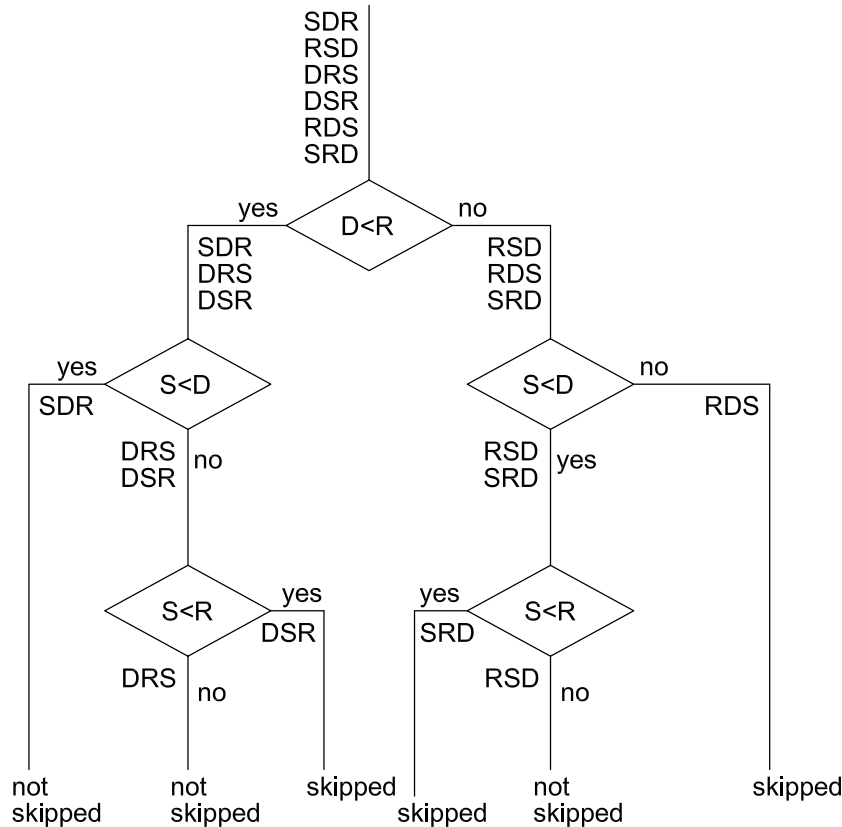 SDR
RSD
DRS
DSR
RDS
SRD
yes
D<R
no
SDR
DRS
DSR
RSD
RDS
SRD
yes
S<D
SDR
S<D
no
RDS
DRS
DSR
no
RSD
SRD
yes
S<R
yes
DSR
yes
SRD
S<R
DRS
no
RSD
no
not
skipped
not
skipped
skipped
skipped
not
skipped
skipped